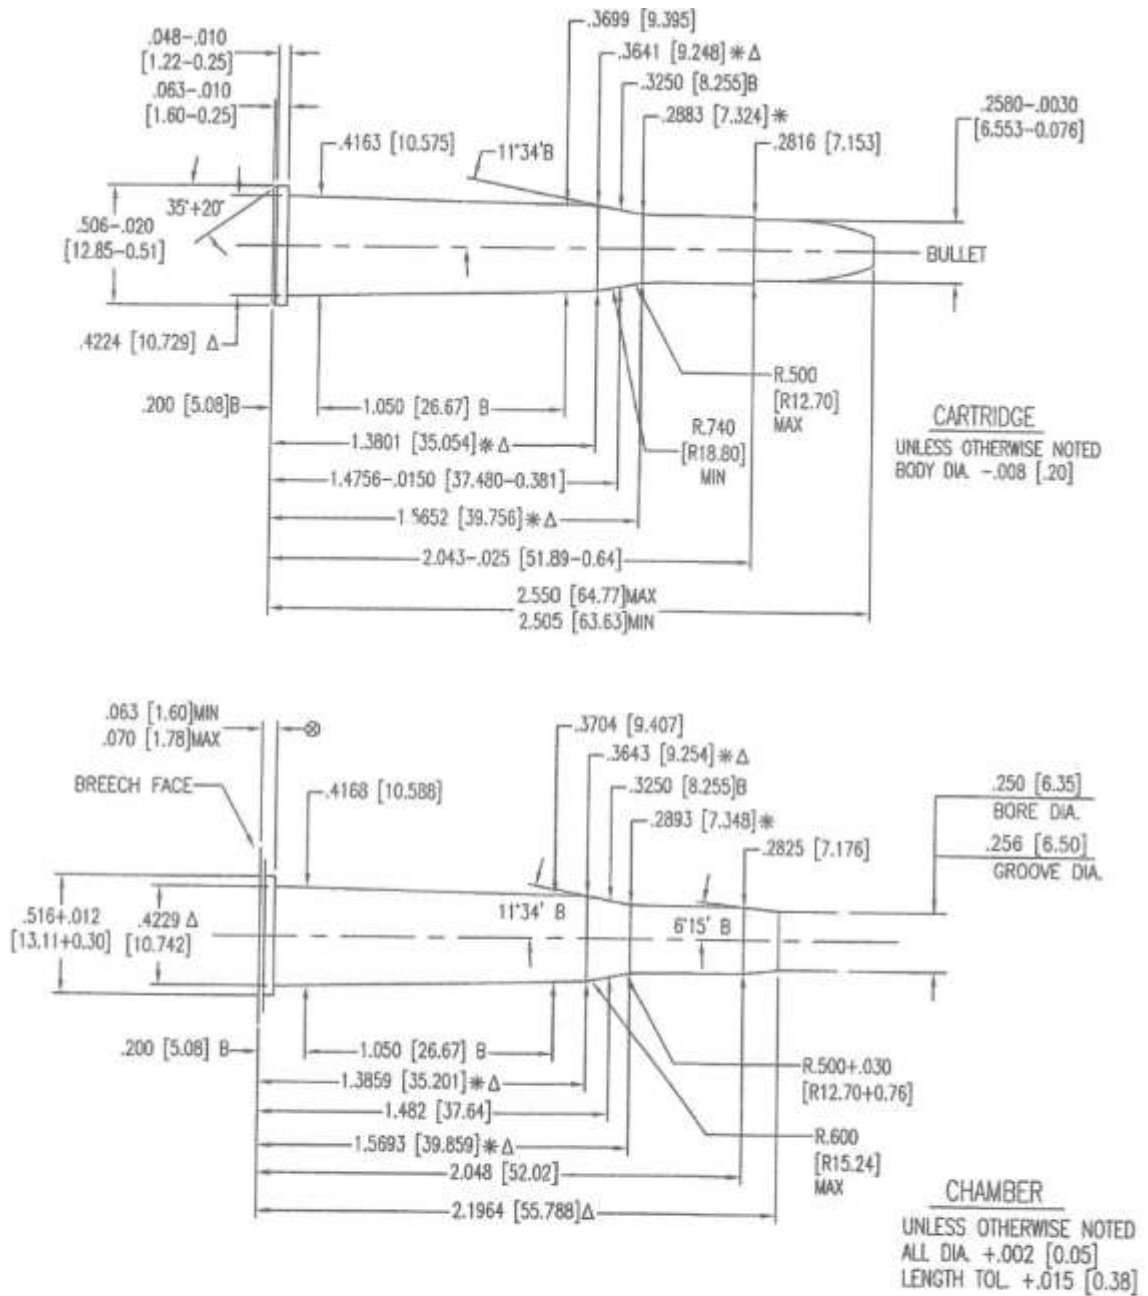 .048-.010
[1.22-0.25]
.063-.010
[1.60-0.25]
.3699 [9.395]
.3641 [9.248]*Δ
.3250 [8.255]B
.2883 [7.324]*
.2816 [7.153]
.2580-.0030
[6.553-0.076]
.4163 [10.575]
11°34'B
35°+20°
.506-.020
[12.85-0.51]
BULLET
.4224 [10.729] Δ
.200 [5.08]B
1.050 [26.67] B
1.3801 [35.054]*Δ
1.4756-.0150 [37.480-0.381]
1.5652 [39.756]*Δ
2.043-.025 [51.89-0.64]
2.550 [64.77]MAX
2.505 [63.63]MIN
R.500
[R12.70]
MAX
R.740
[R18.80]
MIN
CARTRIDGE
UNLESS OTHERWISE NOTED
BODY DIA. -.008 [.20]
.063 [1.60]MIN
.070 [1.78]MAX
⊗
BREECH FACE
.4168 [10.588]
.3704 [9.407]
.3643 [9.254]*Δ
.3250 [8.255]B
.2893 [7.348]*
.2825 [7.176]
.250 [6.35]
BORE DIA.
.256 [6.50]
GROOVE DIA.
.516+.012
[13.11+0.30]
.4229 Δ
[10.742]
11°34' B
6°15' B
.200 [5.08] B
1.050 [26.67] B
1.3859 [35.201]*Δ
1.482 [37.64]
1.5693 [39.859]*Δ
2.048 [52.02]
2.1964 [55.788]Δ
R.500+.030
[R12.70+0.76]
R.600
[R15.24]
MAX
CHAMBER
UNLESS OTHERWISE NOTED
ALL DIA. +.002 [0.05]
LENGTH TOL. +.015 [0.38]